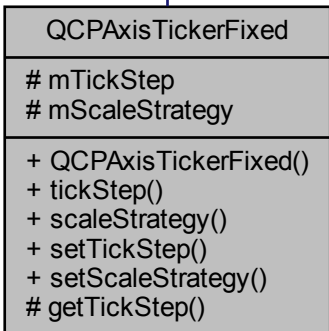 QCPAxisTickerFixed
# mTickStep
# mScaleStrategy
+ QCPAxisTickerFixed()
+ tickStep()
+ scaleStrategy()
+ setTickStep()
+ setScaleStrategy()
# getTickStep()